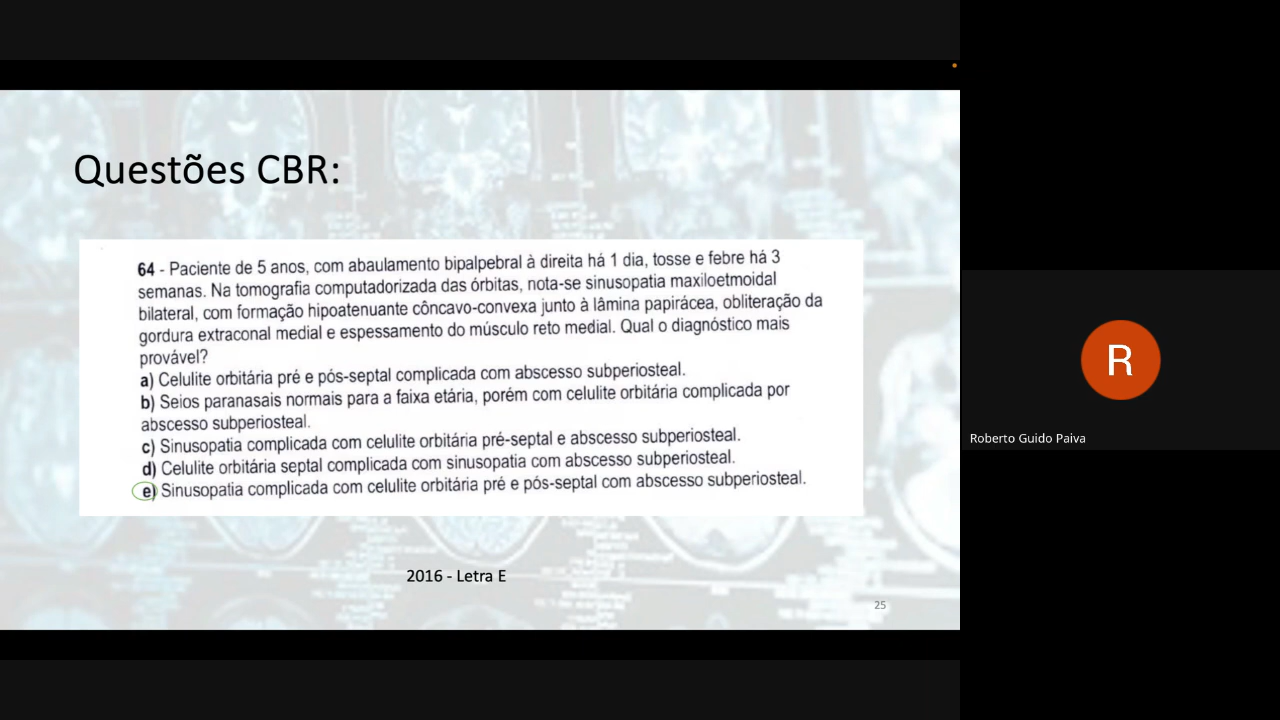 Questões CBR:
64 - Paciente de 5 anos, com abaulamento bipalpebral à direita há 1 dia, tosse e febre há 3
semanas. Na tomografia computadorizada das órbitas, nota-se sinusopatia maxiloetmoidal
bilateral, com formação hipoatenuante côncavo-convexa junto à lâmina papirácea, obliteração da
gordura extraconal medial e espessamento do músculo reto medial. Qual o diagnóstico mais
provável?
a) Celulite orbitária pré e pós-septal complicada com abscesso subperiosteal.
b) Seios paranasais normais para a faixa etária, porém com celulite orbitária complicada por
abscesso subperiosteal.
c) Sinusopatia complicada com celulite orbitária pré-septal e abscesso subperiosteal.
d) Celulite orbitária septal complicada com sinusopatia com abscesso subperiosteal.
e) Sinusopatia complicada com celulite orbitária pré e pós-septal com abscesso subperiosteal.
2016 - Letra E
25
R
Roberto Guido Paiva